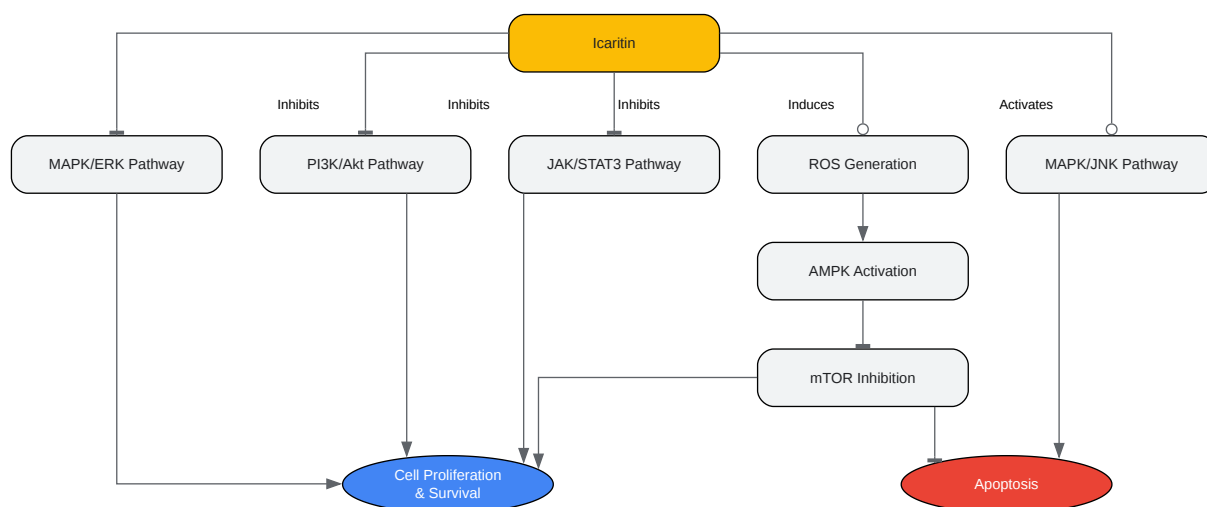 Icaritin
Inhibits
Inhibits
Inhibits
Induces
Activates
MAPK/ERK Pathway
PI3K/Akt Pathway
JAK/STAT3 Pathway
ROS Generation
MAPK/JNK Pathway
AMPK Activation
mTOR Inhibition
Cell Proliferation
& Survival
Apoptosis